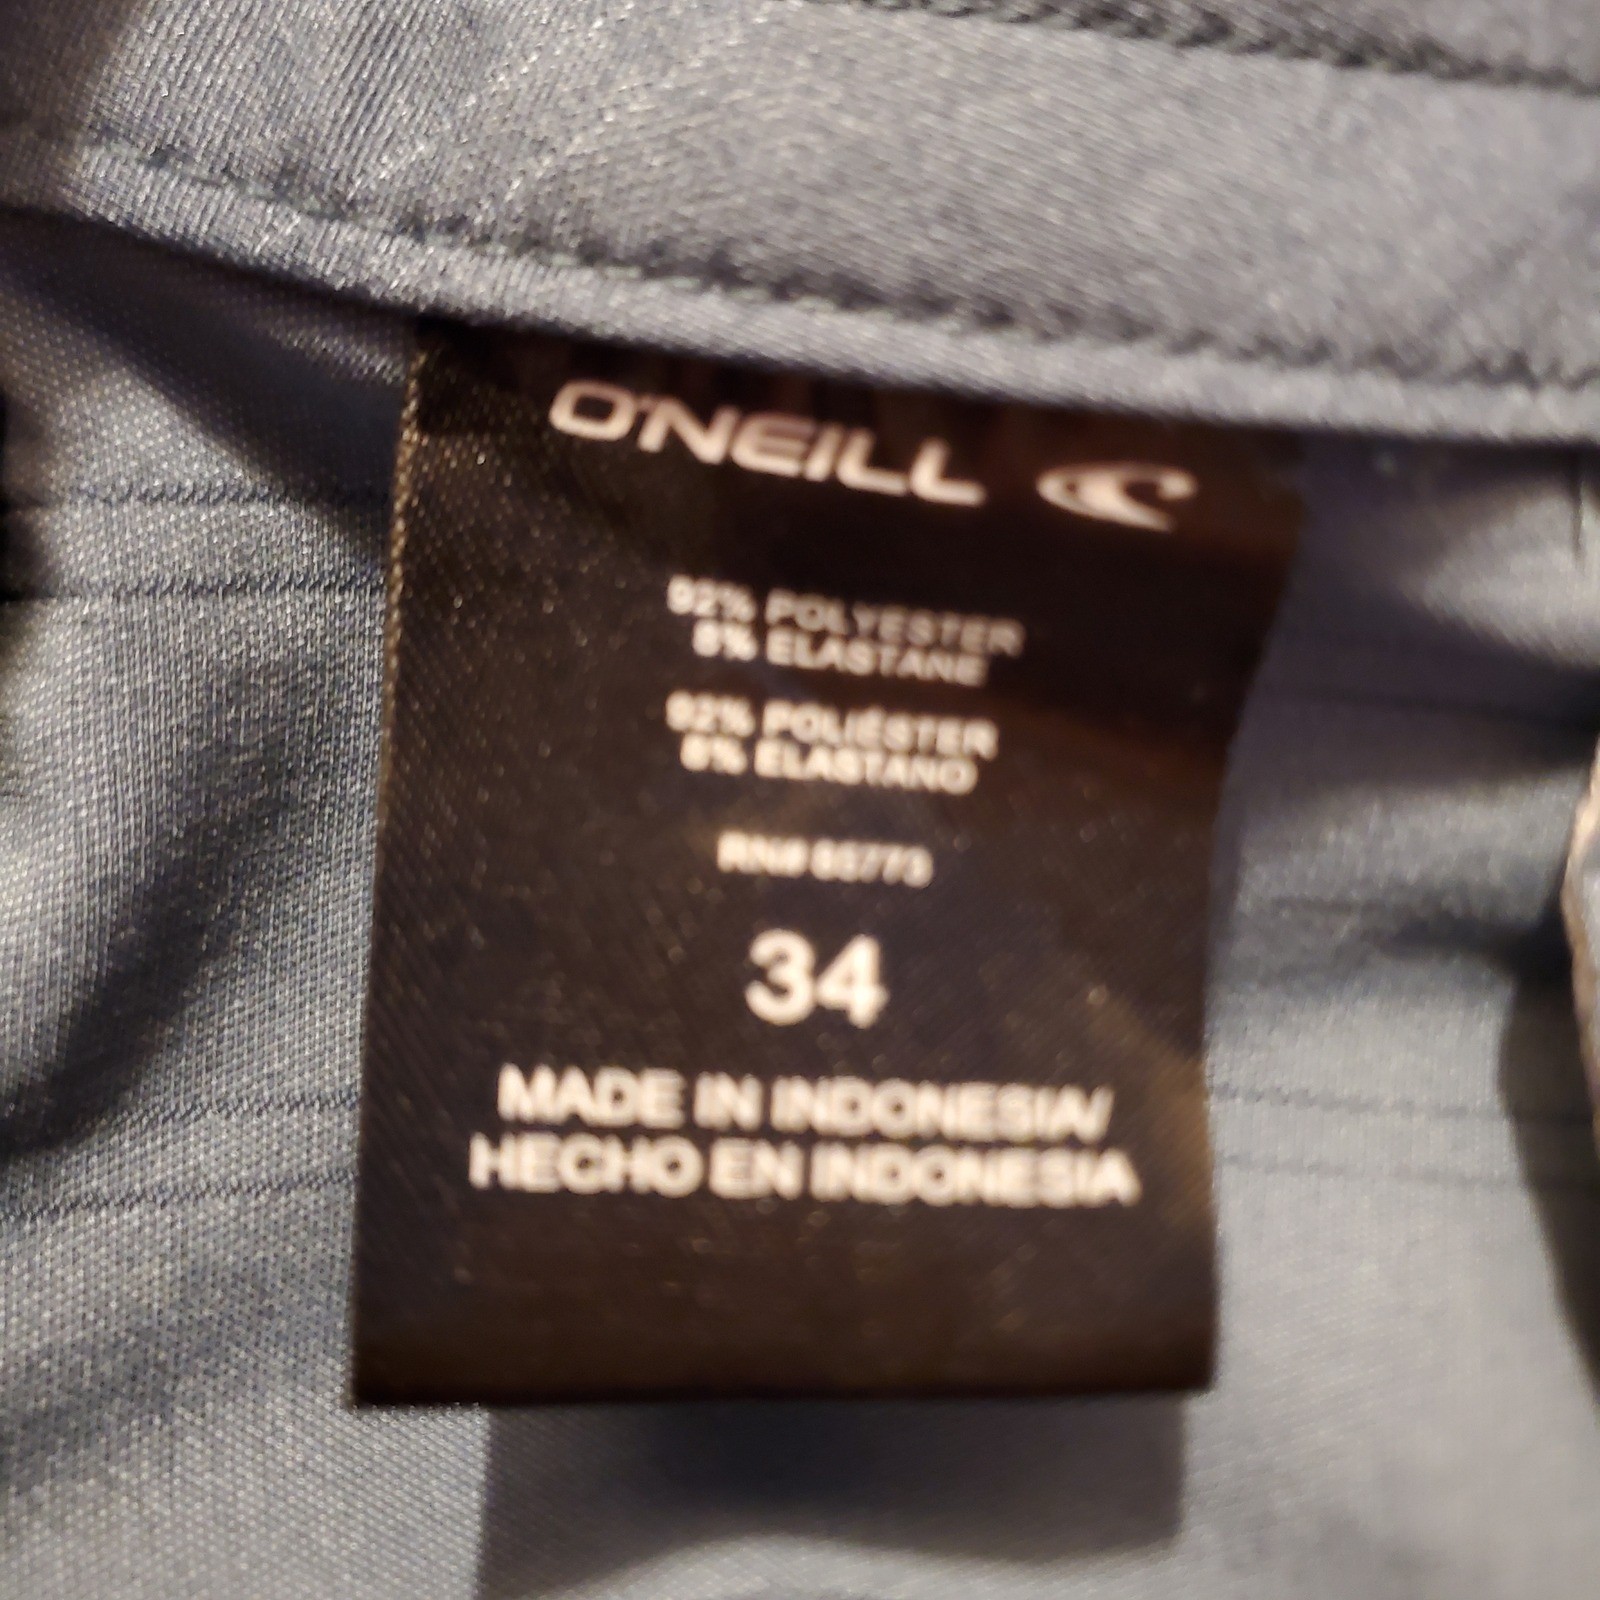 O'NEILL
92% POLYESTER
8% ELASTANE
92% POLIÉSTER
8% ELASTANO
34
MADE IN INDONESIA/
HECHO EN INDONESIA